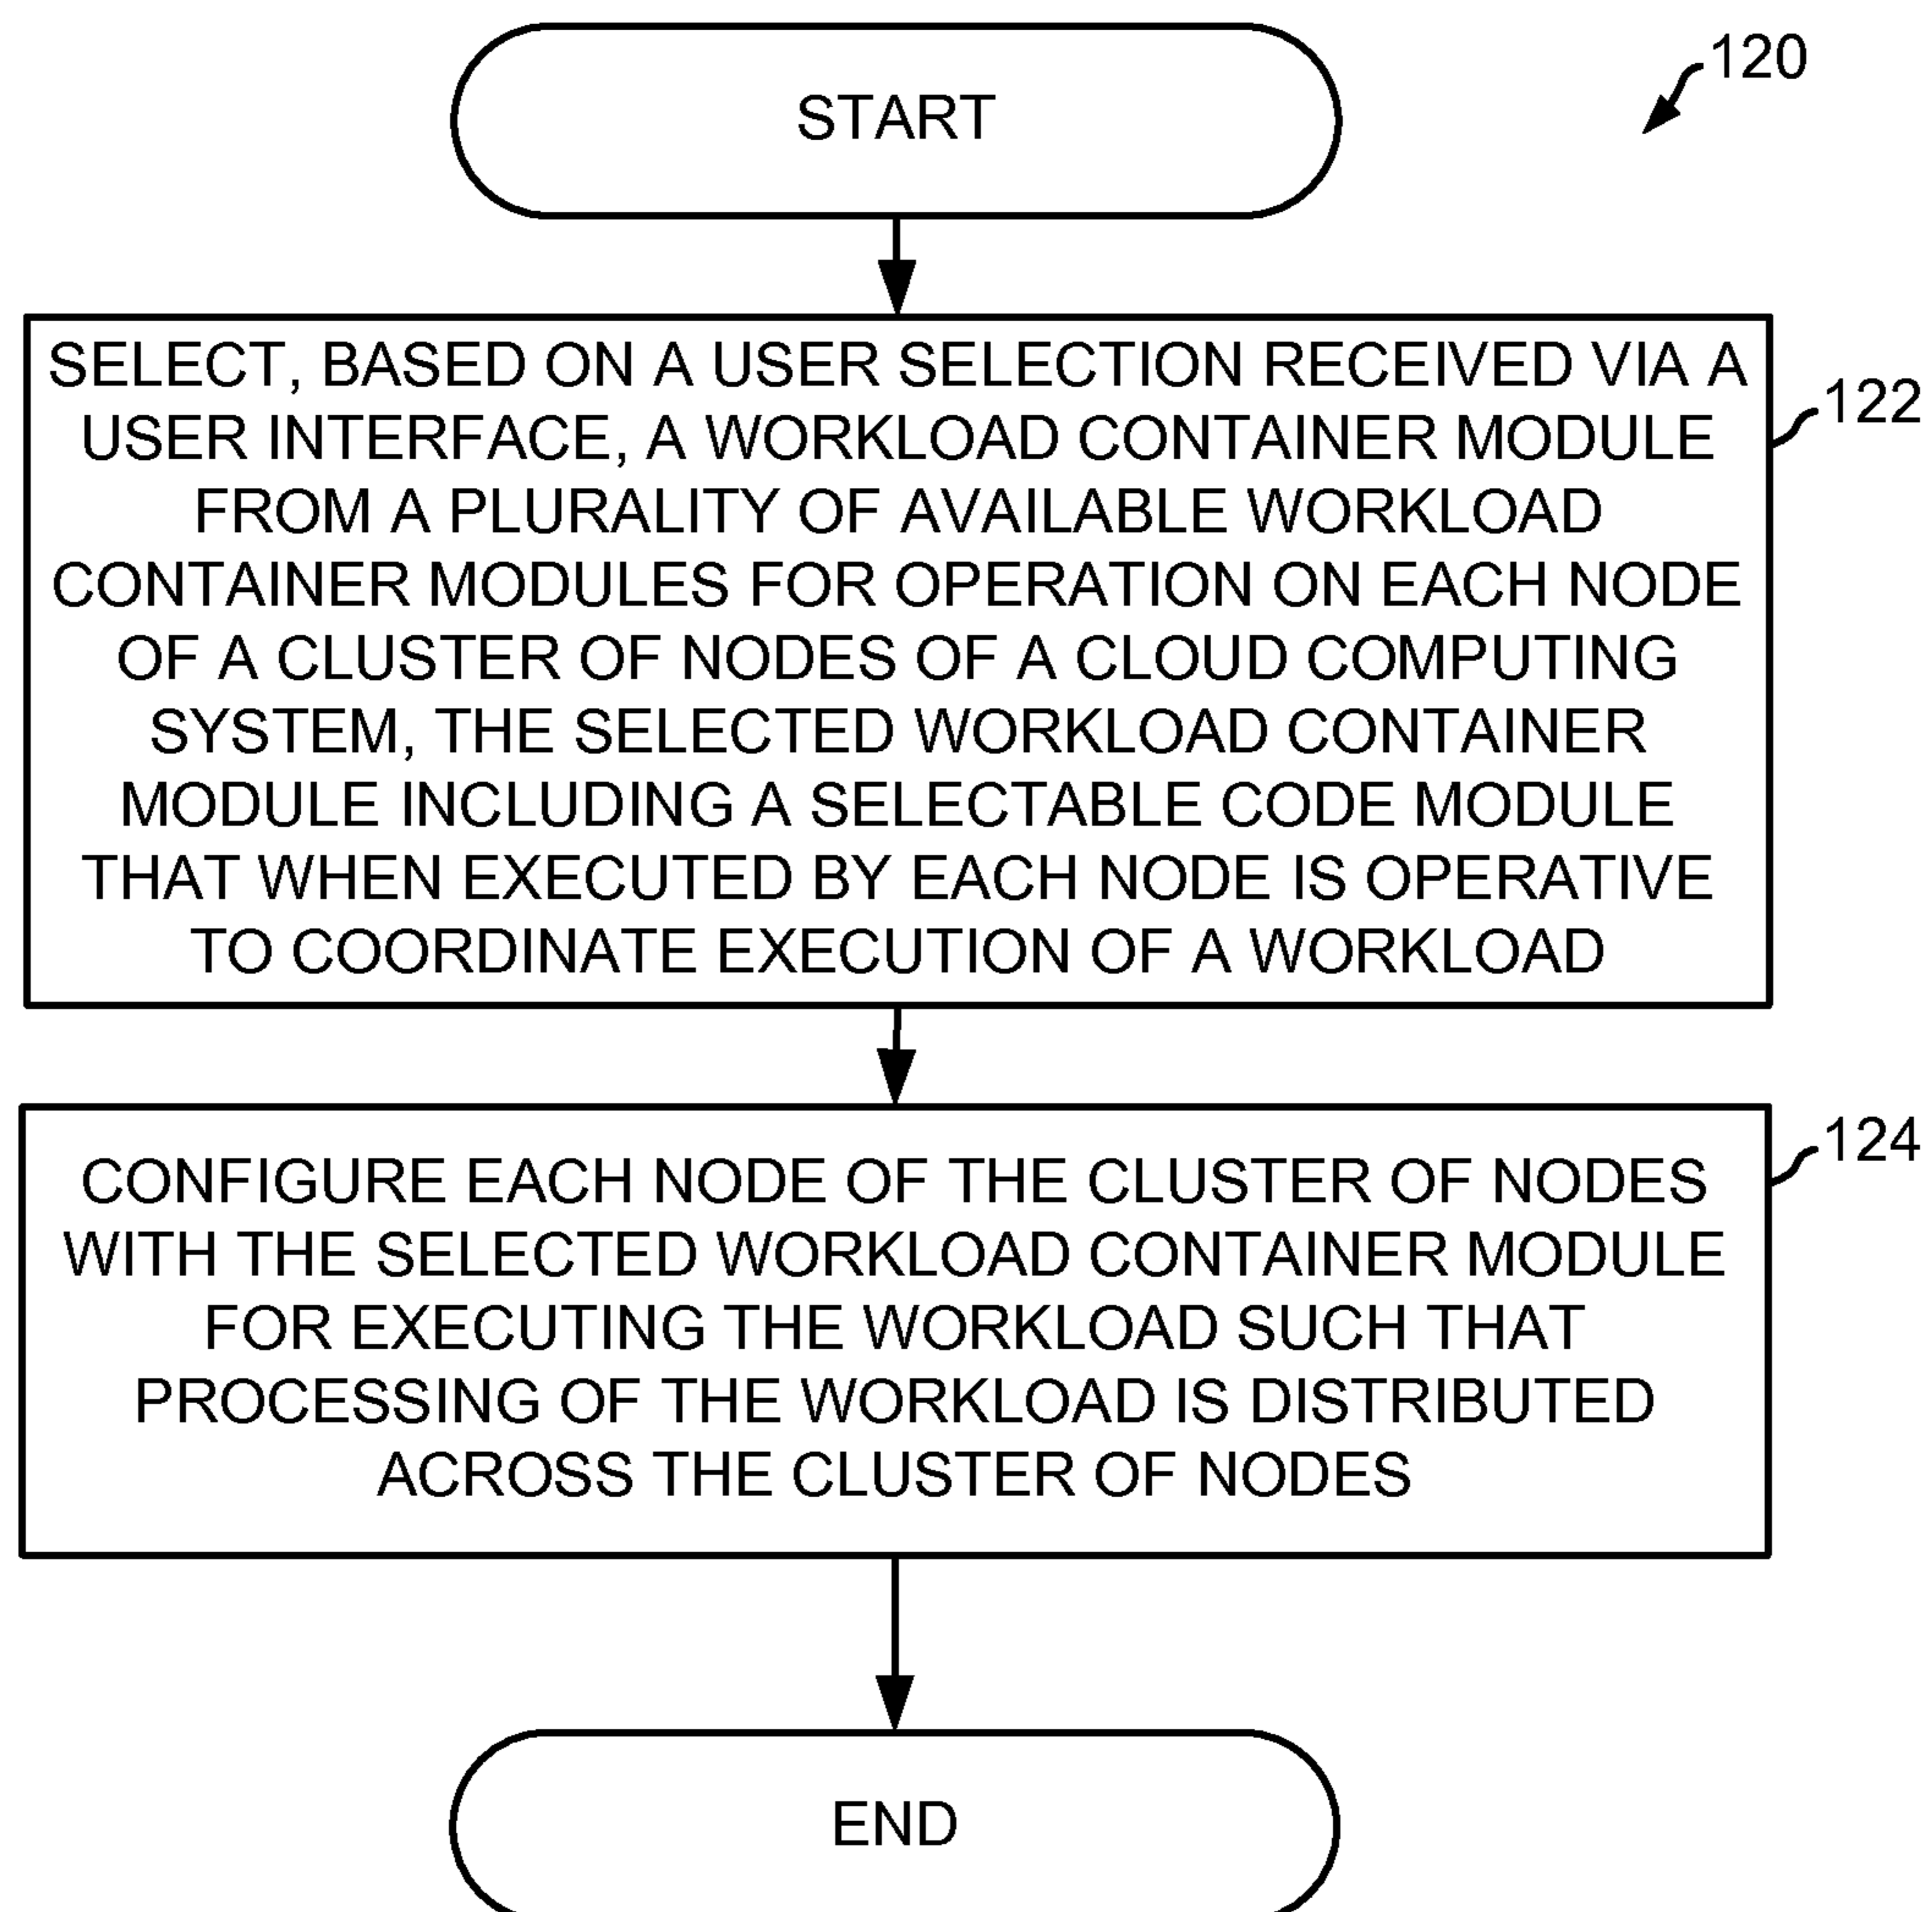 120
START
SELECT, BASED ON A USER SELECTION RECEIVED VIA A
USER INTERFACE, A WORKLOAD CONTAINER MODULE
FROM A PLURALITY OF AVAILABLE WORKLOAD
CONTAINER MODULES FOR OPERATION ON EACH NODE
OF A CLUSTER OF NODES OF A CLOUD COMPUTING
SYSTEM, THE SELECTED WORKLOAD CONTAINER
MODULE INCLUDING A SELECTABLE CODE MODULE
THAT WHEN EXECUTED BY EACH NODE IS OPERATIVE
TO COORDINATE EXECUTION OF A WORKLOAD
122
CONFIGURE EACH NODE OF THE CLUSTER OF NODES
WITH THE SELECTED WORKLOAD CONTAINER MODULE
FOR EXECUTING THE WORKLOAD SUCH THAT
PROCESSING OF THE WORKLOAD IS DISTRIBUTED
ACROSS THE CLUSTER OF NODES
124
END